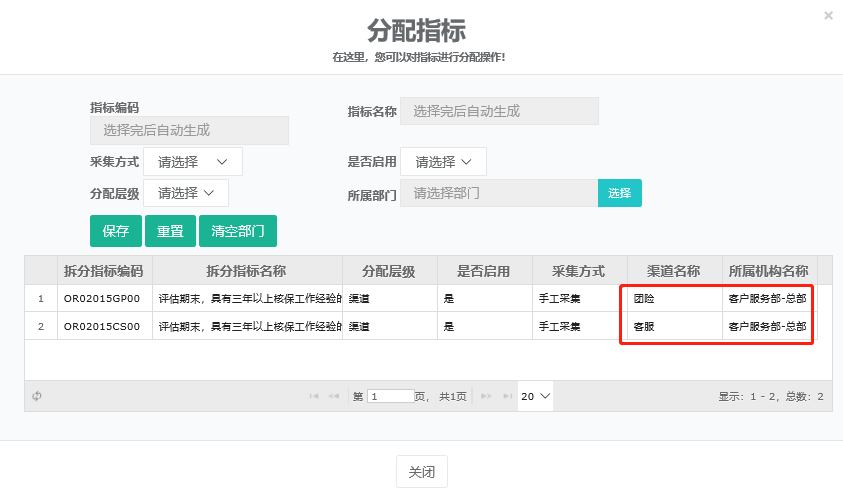 ×
分配指标
在这里，您可以对指标进行分配操作！
指标编码 指标名称 选择完后自动生成
选择完后自动生成
采集方式 请选择 是否启用 请选择
分配层级 请选择 所属部门 请选择部门 选择
保存 重置 清空部门
拆分指标编码 拆分指标名称 分配层级 是否启用 采集方式 渠道名称 所属机构名称
1 OR02015GP00 评估期末，具有三年以上核保工作经验的 渠道 是 手工采集 团险 客户服务部-总部
2 OR02015CS00 评估期末，具有三年以上核保工作经验的 渠道 是 手工采集 客服 客户服务部-总部
第 1 页， 共1页 20 显示： 1 - 2，总数： 2
关闭